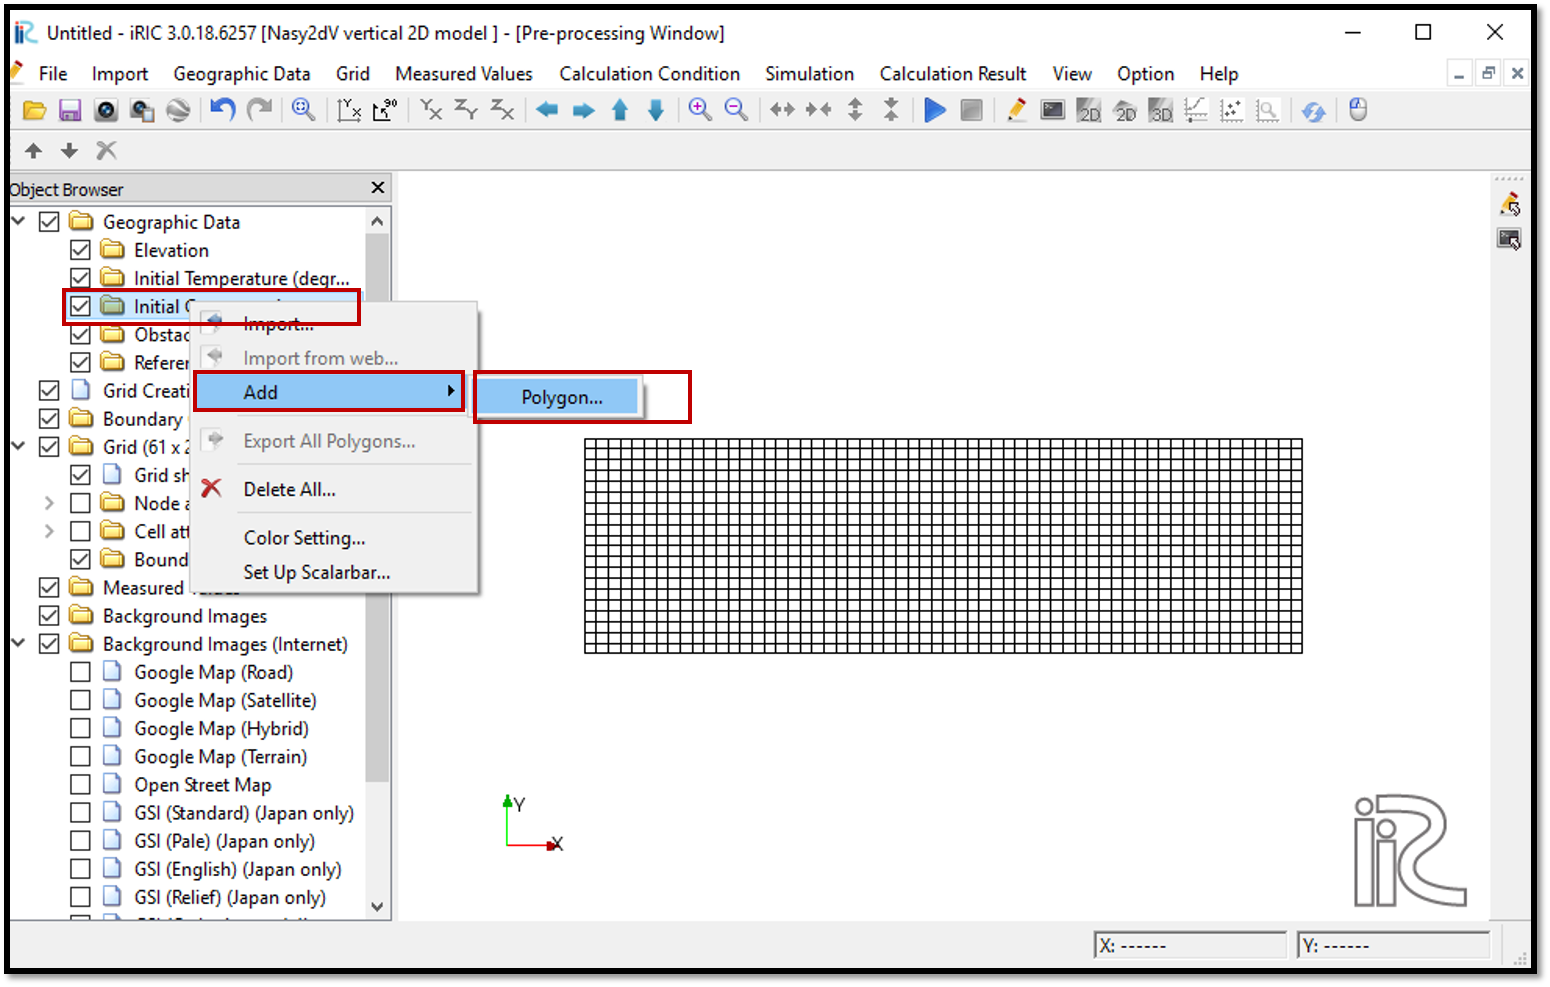 Untitled - iRIC 3.0.18.6257 [Nasy2dV vertical 2D model ] - [Pre-processing Window]
File Import Geographic Data Grid Measured Values Calculation Condition Simulation Calculation Result View Option Help
Object Browser
Geographic Data
Elevation
Initial Temperature (degr...
Initial
Import...
Import from web...
Add
Polygon...
Export All Polygons...
Delete All...
Color Setting...
Set Up Scalarbar...
Obstac
Referen
Grid Creati
Boundary
Grid (61 x 2
Grid sh
Node a
Cell att
Bound
Measured
Background Images
Background Images (Internet)
Google Map (Road)
Google Map (Satellite)
Google Map (Hybrid)
Google Map (Terrain)
Open Street Map
GSI (Standard) (Japan only)
GSI (Pale) (Japan only)
GSI (English) (Japan only)
GSI (Relief) (Japan only)
Y
X
iRIC
X: ------
Y: ------